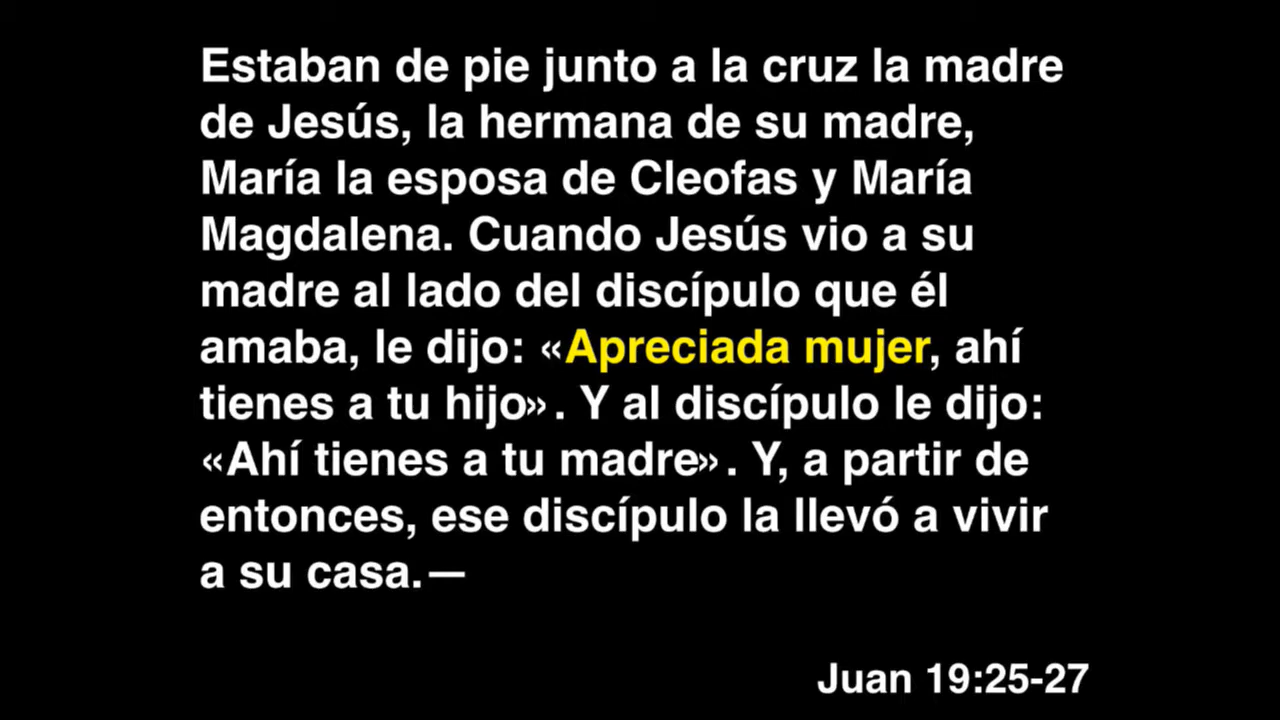 Estaban de pie junto a la cruz la madre
de Jesús, la hermana de su madre,
María la esposa de Cleofas y María
Magdalena. Cuando Jesús vio a su
madre al lado del discípulo que él
amaba, le dijo: «Apreciada mujer, ahí
tienes a tu hijo». Y al discípulo le dijo:
«Ahí tienes a tu madre». Y, a partir de
entonces, ese discípulo la llevó a vivir
a su casa.—
Juan 19:25-27